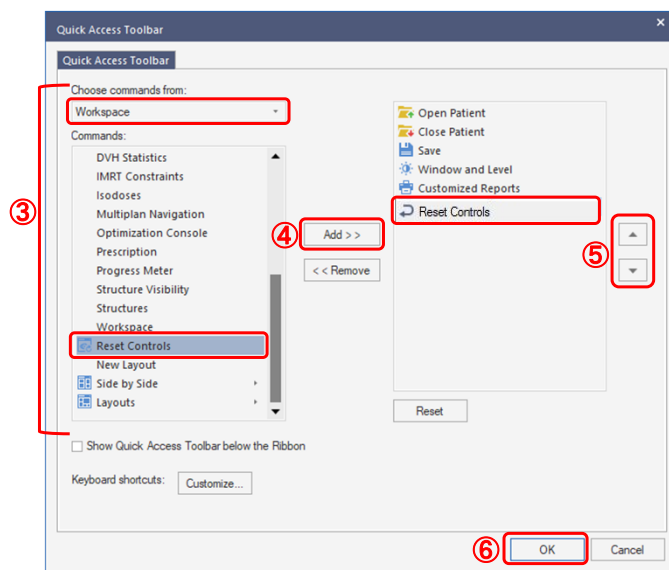 Quick Access Toolbar
Quick Access Toolbar
Choose commands from:
Workspace
Commands:
DVH Statistics
IMRT Constraints
Isodoses
Multiplan Navigation
Optimization Console
Prescription
Progress Meter
Structure Visibility
Structures
Workspace
Reset Controls
New Layout
Side by Side
Layouts
③
④
Add >>
<< Remove
Open Patient
Close Patient
Save
Window and Level
Customized Reports
Reset Controls
⑤
Reset
Show Quick Access Toolbar below the Ribbon
Keyboard shortcuts:
Customize...
⑥
OK
Cancel